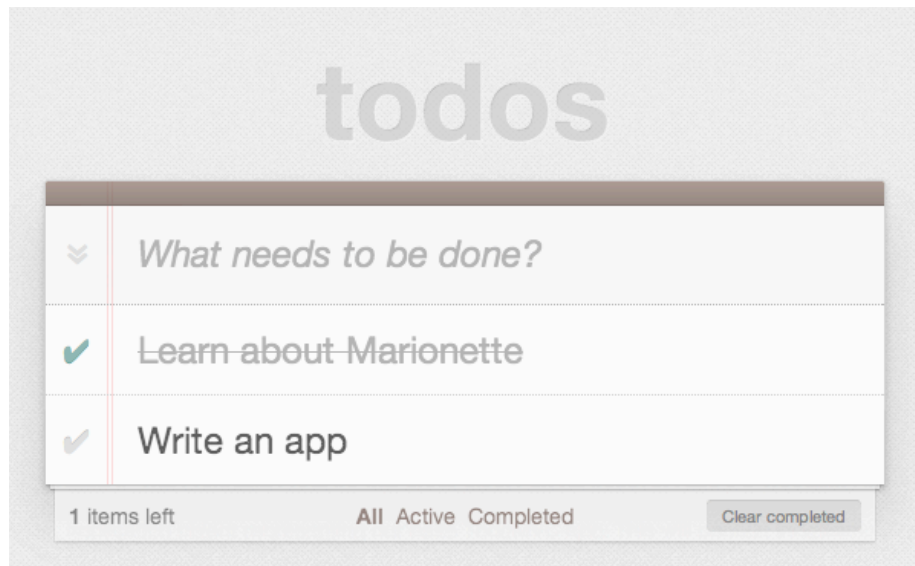 todos
What needs to be done?
Learn about Marionette
Write an app
1 items left All Active Completed Clear completed